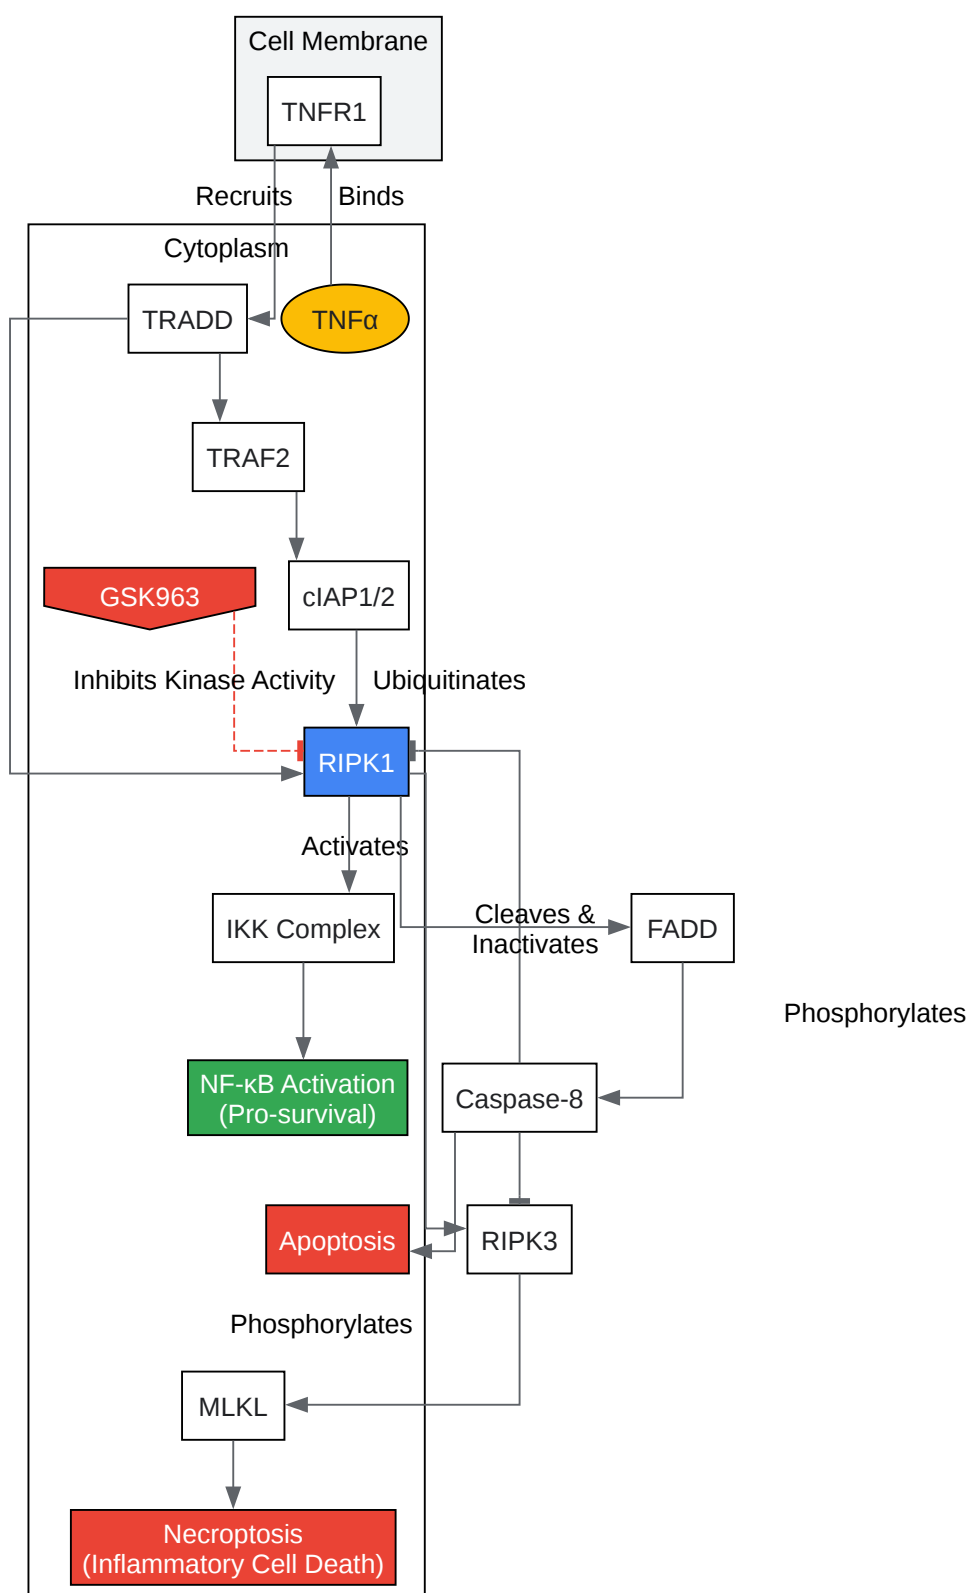 Cell Membrane
TNFR1
Recruits
Binds
Cytoplasm
TRADD
TNFα
TRAF2
GSK963
cIAP1/2
Inhibits Kinase Activity
Ubiquitinates
RIPK1
Activates
IKK Complex
Cleaves &
Inactivates
FADD
Phosphorylates
NF-κB Activation
(Pro-survival)
Caspase-8
Apoptosis
RIPK3
Phosphorylates
MLKL
Necroptosis
(Inflammatory Cell Death)